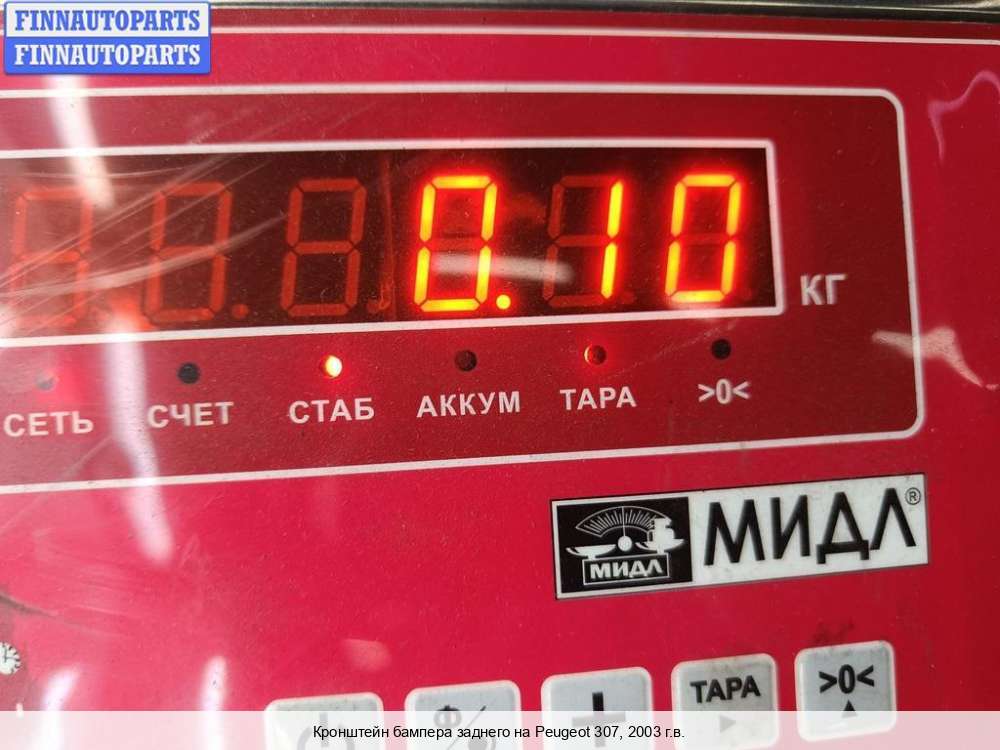 FINNAUTOPARTS
FINNAUTOPARTS
0.10
КГ
СЕТЬ СЧЕТ СТАБ АККУМ ТАРА >0<
МИДЛ МИДЛ®
+ ТАРА >0<
Кронштейн бампера заднего на Peugeot 307, 2003 г.в.